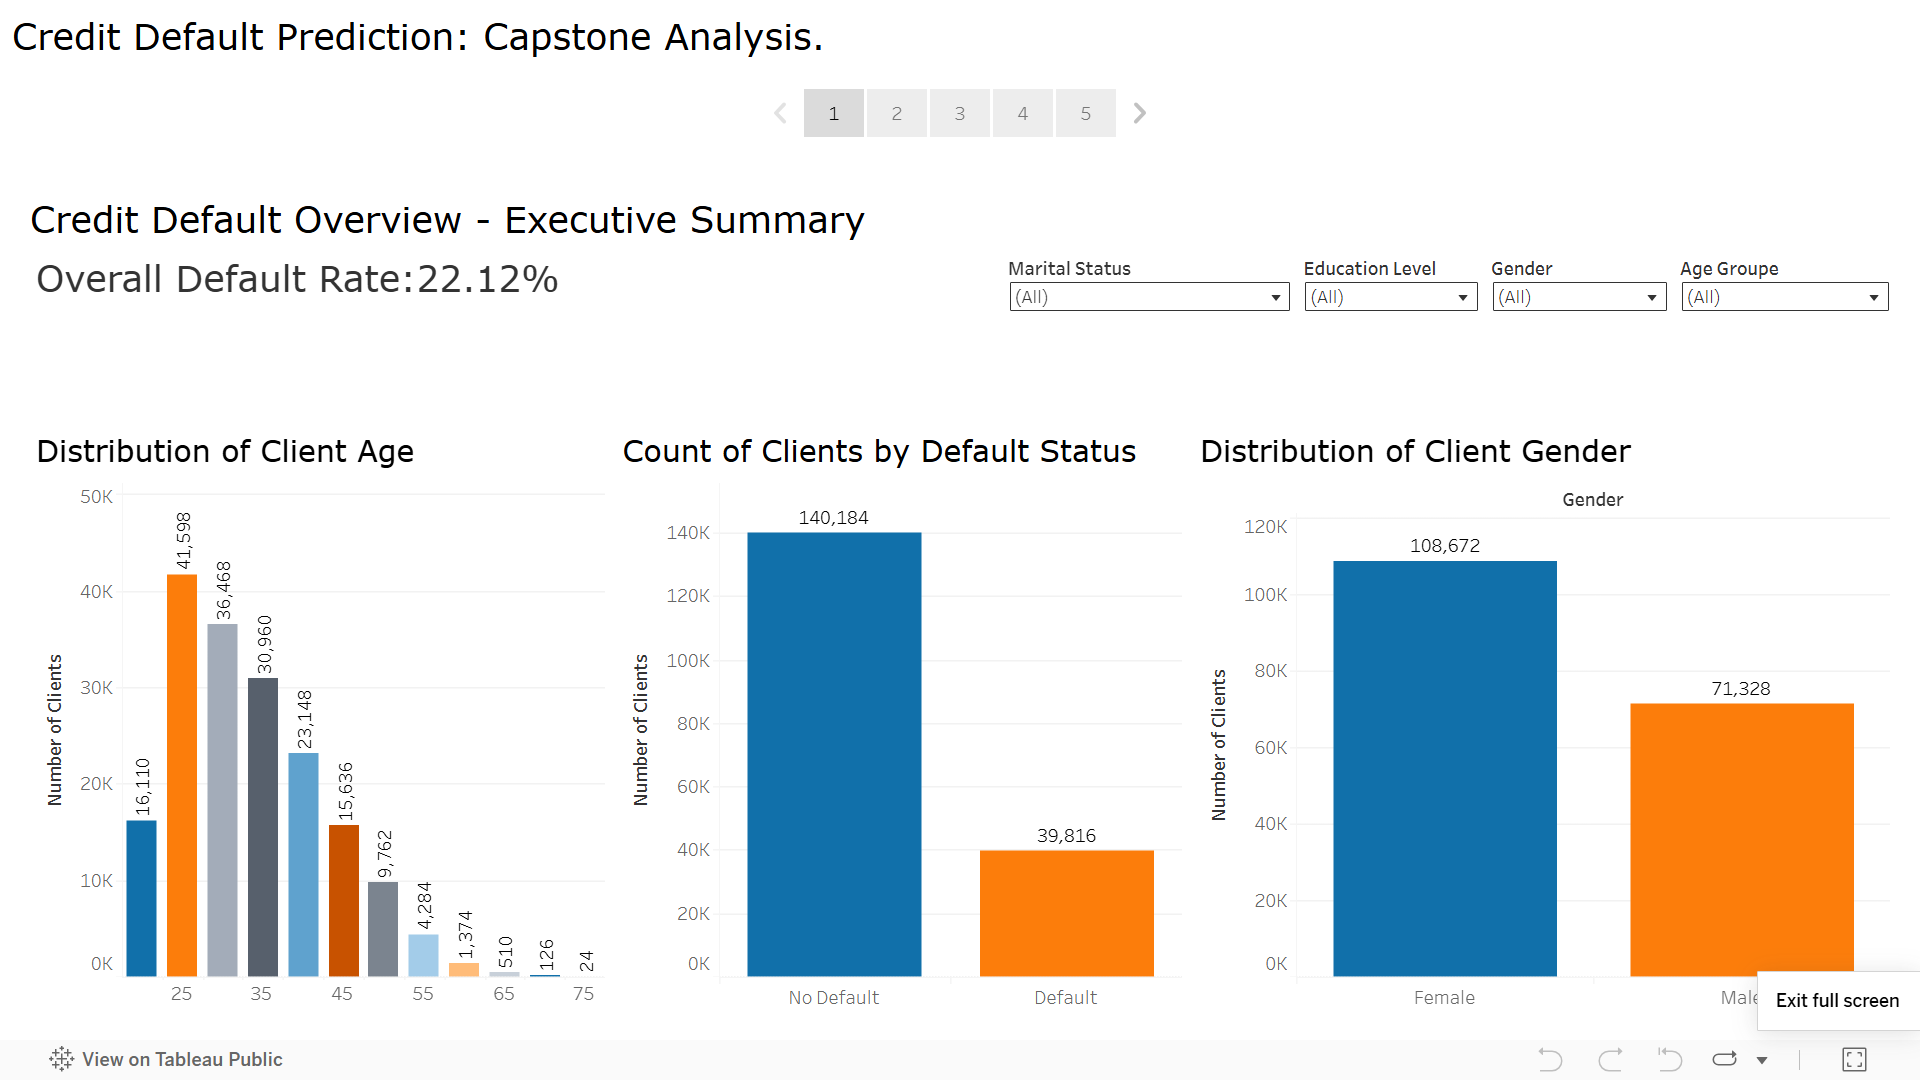 Credit Default Prediction: Capstone Analysis.
1 2 3 4 5
Credit Default Overview - Executive Summary
Overall Default Rate:22.12%
Marital Status
(All)
Education Level
(All)
Gender
(All)
Age Groupe
(All)
Distribution of Client Age
Number of Clients
50K
40K
30K
20K
10K
0K
16,110
41,598
36,468
30,960
23,148
15,636
9,762
4,284
1,374
510
126
24
25 35 45 55 65 75
Count of Clients by Default Status
Number of Clients
140K
120K
100K
80K
60K
40K
20K
0K
140,184
39,816
No Default Default
Distribution of Client Gender
Gender
Number of Clients
120K
100K
80K
60K
40K
20K
0K
108,672
71,328
Female Male
Exit full screen
View on Tableau Public